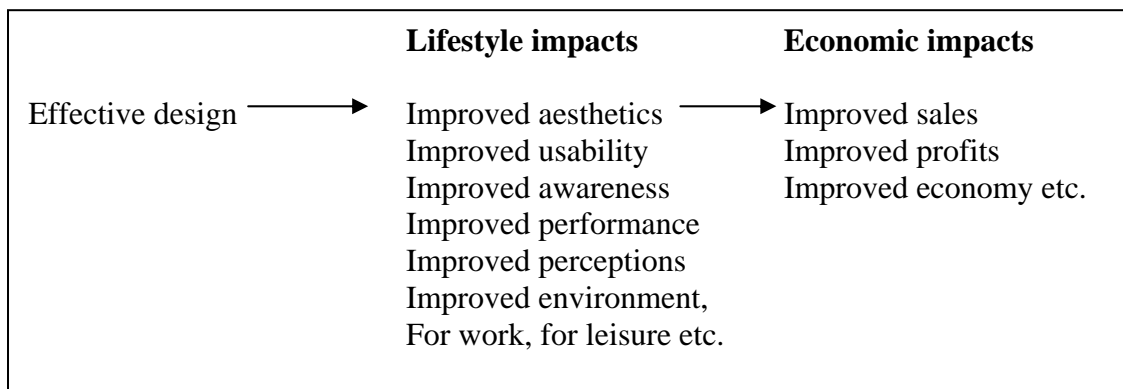 Lifestyle impacts Economic impacts
Effective design Improved aesthetics Improved sales
Improved usability Improved profits
Improved awareness Improved economy etc.
Improved performance
Improved perceptions
Improved environment,
For work, for leisure etc.